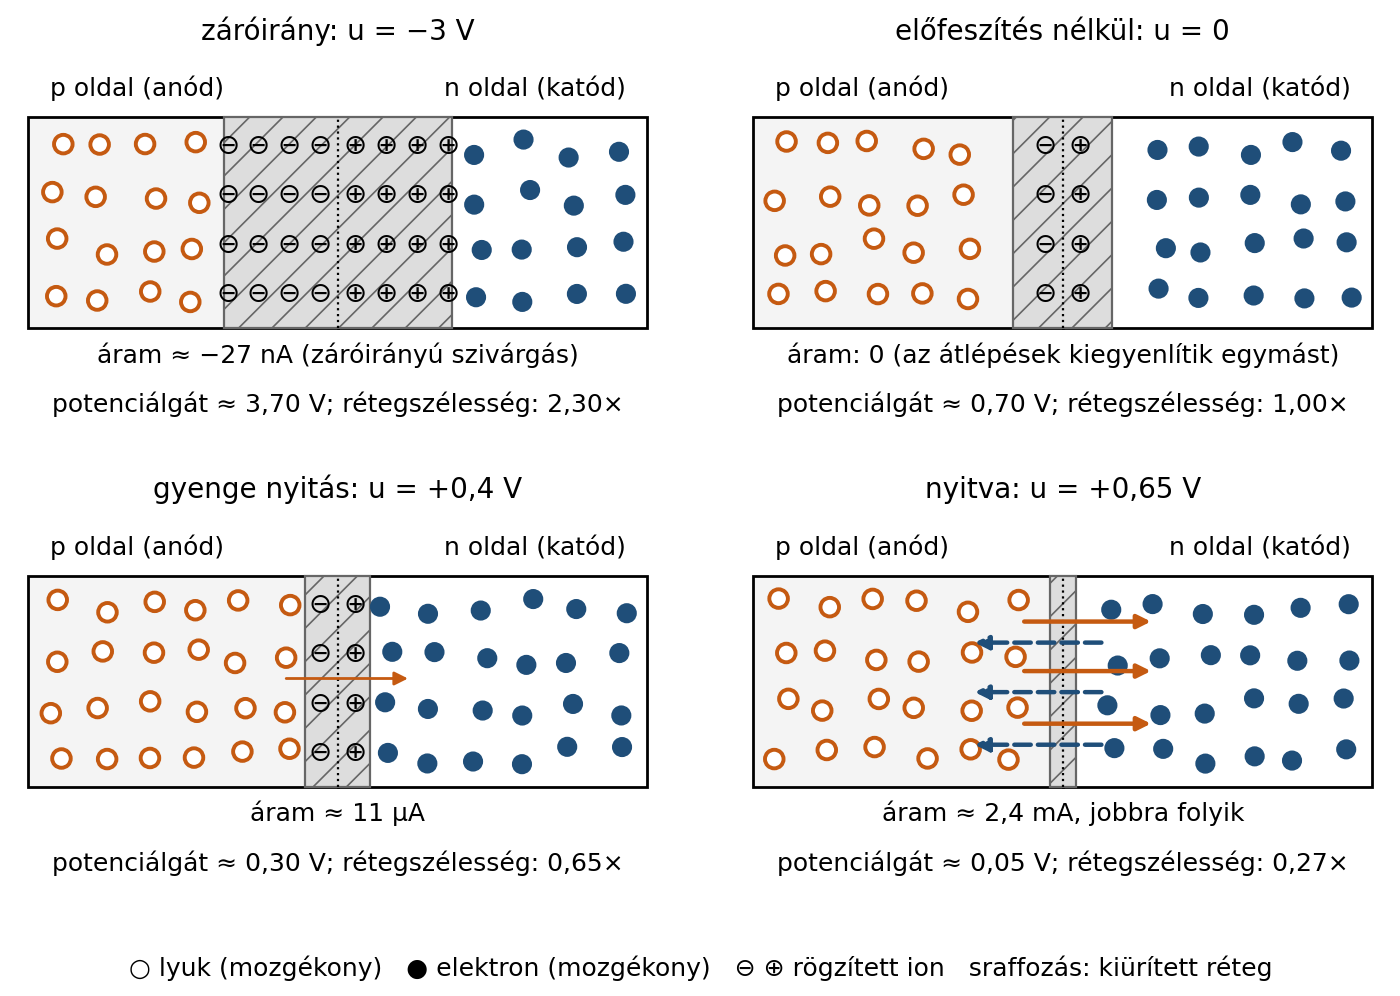 záróirány: u = −3 V
p oldal (anód) n oldal (katód)
⊖ ⊖ ⊖ ⊖ ⊕ ⊕ ⊕ ⊕
⊖ ⊖ ⊖ ⊖ ⊕ ⊕ ⊕ ⊕
⊖ ⊖ ⊖ ⊖ ⊕ ⊕ ⊕ ⊕
⊖ ⊖ ⊖ ⊖ ⊕ ⊕ ⊕ ⊕
áram ≈ −27 nA (záróirányú szivárgás)
potenciálgát ≈ 3,70 V; rétegszélesség: 2,30×
előfeszítés nélkül: u = 0
p oldal (anód) n oldal (katód)
⊖ ⊕
⊖ ⊕
⊖ ⊕
⊖ ⊕
áram: 0 (az átlépések kiegyenlítik egymást)
potenciálgát ≈ 0,70 V; rétegszélesség: 1,00×
gyenge nyitás: u = +0,4 V
p oldal (anód) n oldal (katód)
⊖ ⊕
⊖ ⊕
⊖ ⊕
⊖ ⊕
áram ≈ 11 µA
potenciálgát ≈ 0,30 V; rétegszélesség: 0,65×
nyitva: u = +0,65 V
p oldal (anód) n oldal (katód)
áram ≈ 2,4 mA, jobbra folyik
potenciálgát ≈ 0,05 V; rétegszélesség: 0,27×
○ lyuk (mozgékony) ● elektron (mozgékony) ⊖ ⊕ rögzített ion sraffozás: kiürített réteg